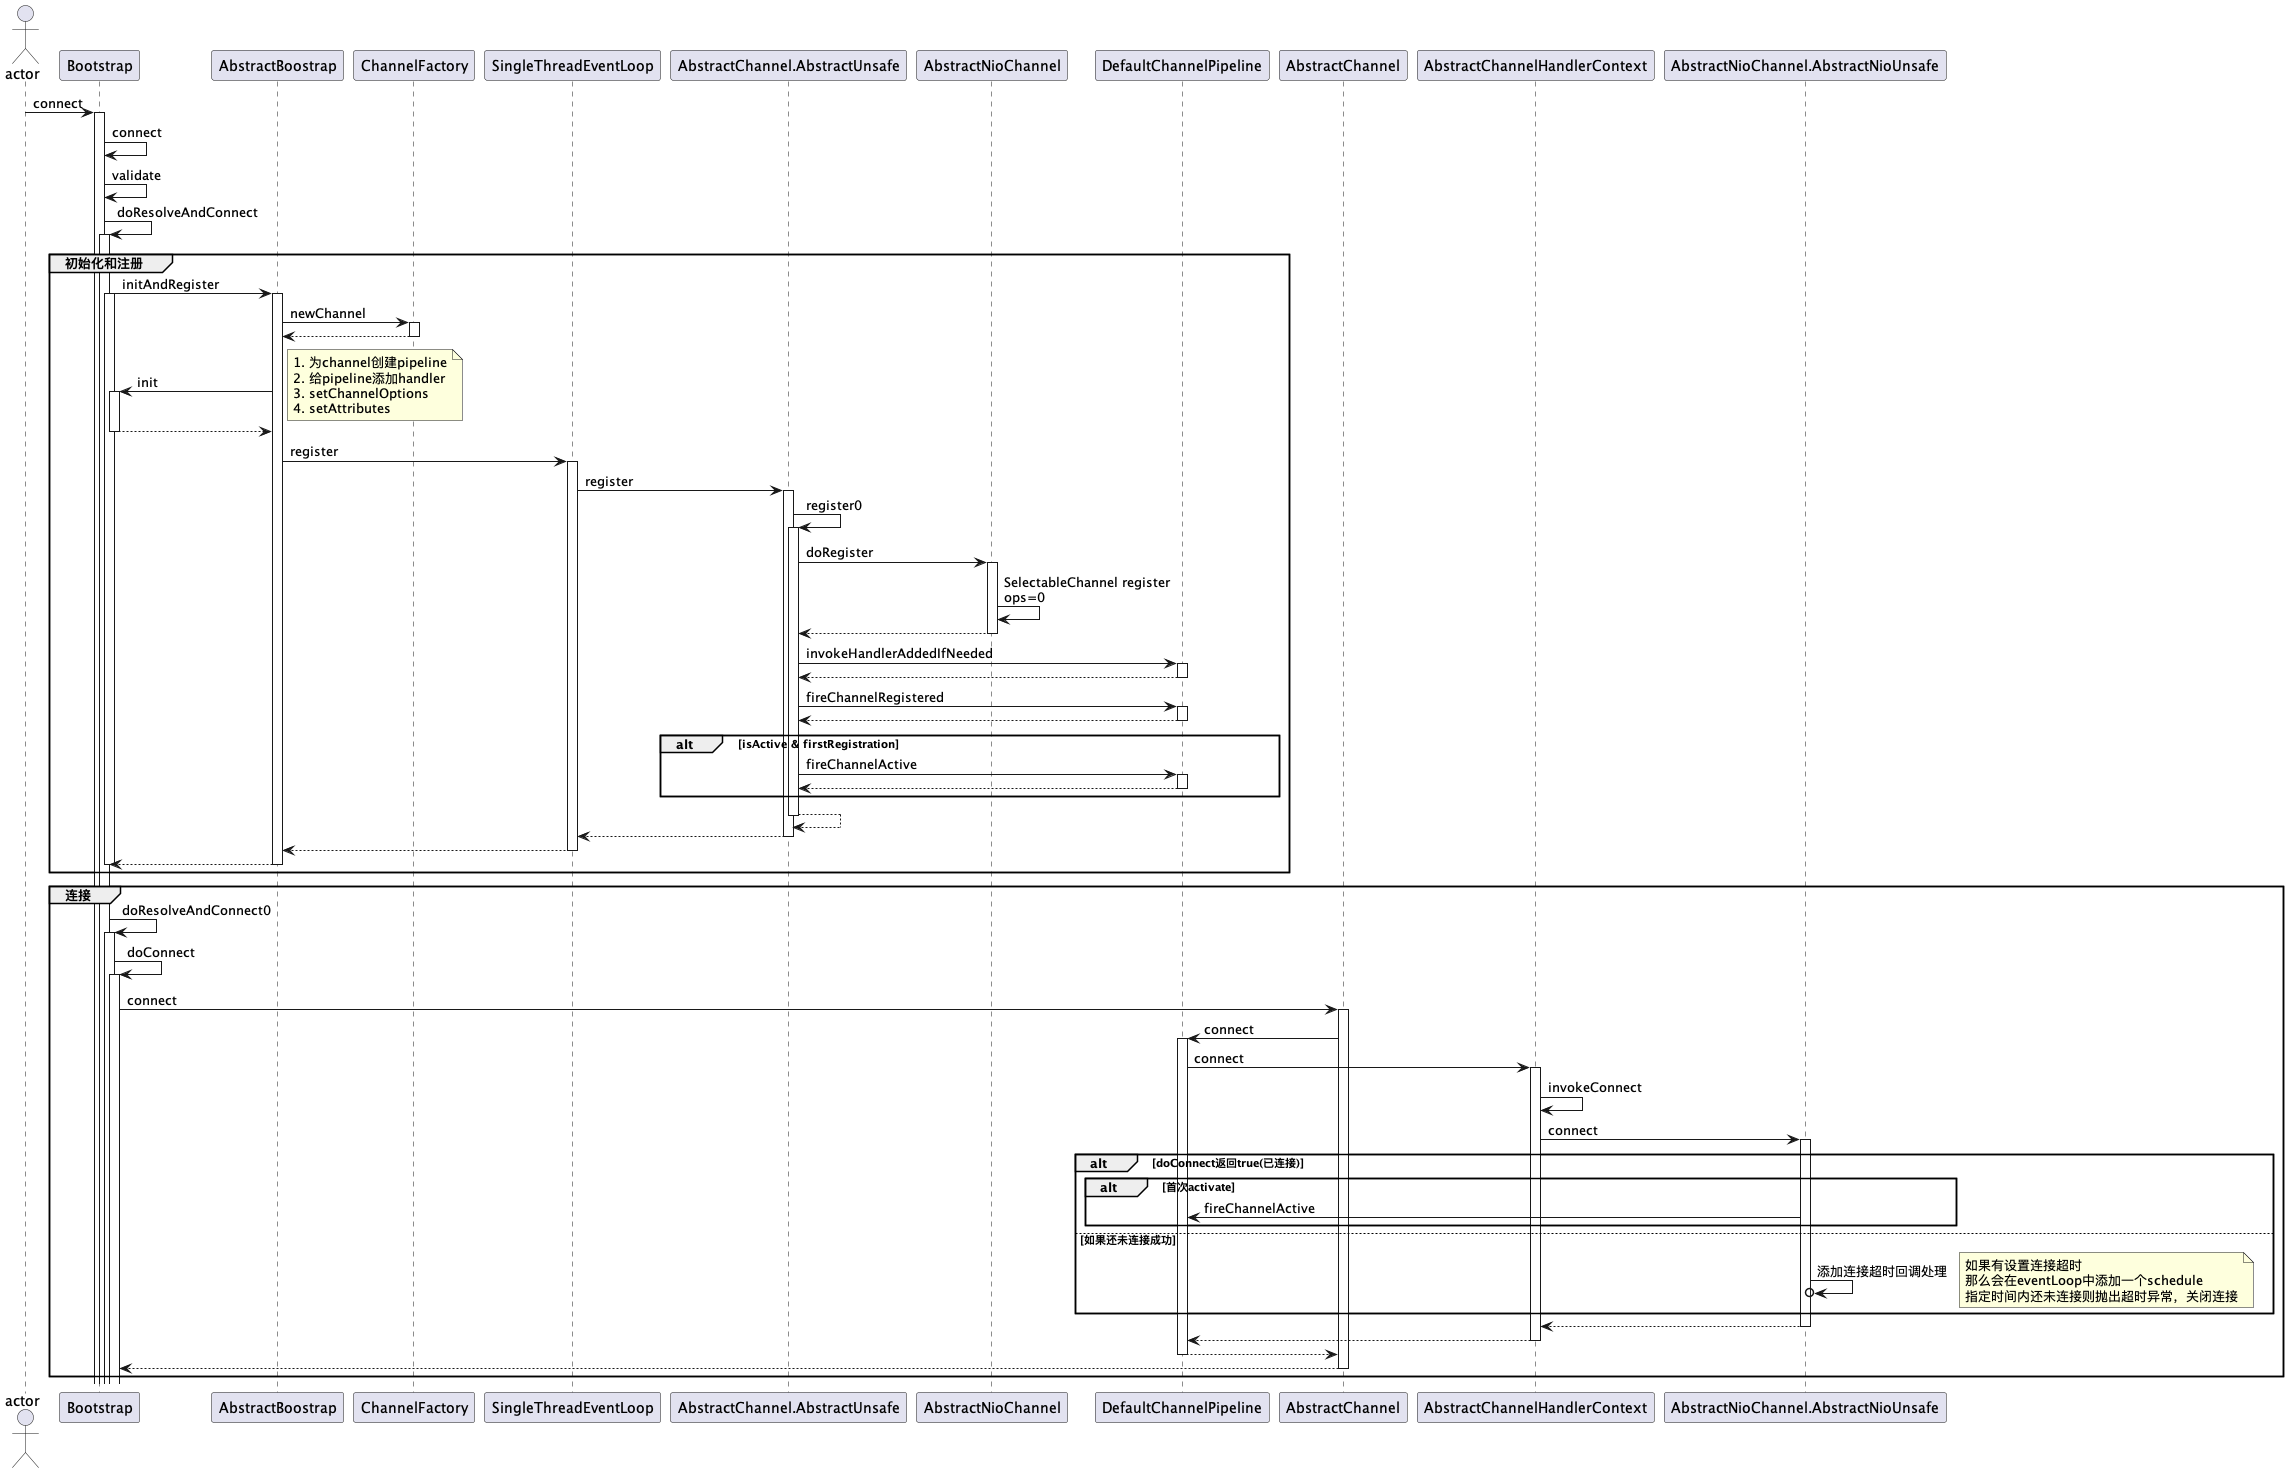 actor
Bootstrap
AbstractBoostrap
ChannelFactory
SingleThreadEventLoop
AbstractChannel.AbstractUnsafe
AbstractNioChannel
DefaultChannelPipeline
AbstractChannel
AbstractChannelHandlerContext
AbstractNioChannel.AbstractNioUnsafe
connect
connect
validate
doResolveAndConnect
初始化和注册
initAndRegister
newChannel
1. 为channel创建pipeline
2. 给pipeline添加handler
3. setChannelOptions
4. setAttributes
init
register
register
register0
doRegister
SelectableChannel register
ops=0
invokeHandlerAddedIfNeeded
fireChannelRegistered
alt [isActive & firstRegistration]
fireChannelActive
连接
doResolveAndConnect0
doConnect
connect
connect
connect
invokeConnect
connect
alt [doConnect返回true(已连接)]
alt [首次activate]
fireChannelActive
[如果还未连接成功]
添加连接超时回调处理
如果有设置连接超时
那么会在eventLoop中添加一个schedule
指定时间内还未连接则抛出超时异常，关闭连接
actor
Bootstrap
AbstractBoostrap
ChannelFactory
SingleThreadEventLoop
AbstractChannel.AbstractUnsafe
AbstractNioChannel
DefaultChannelPipeline
AbstractChannel
AbstractChannelHandlerContext
AbstractNioChannel.AbstractNioUnsafe